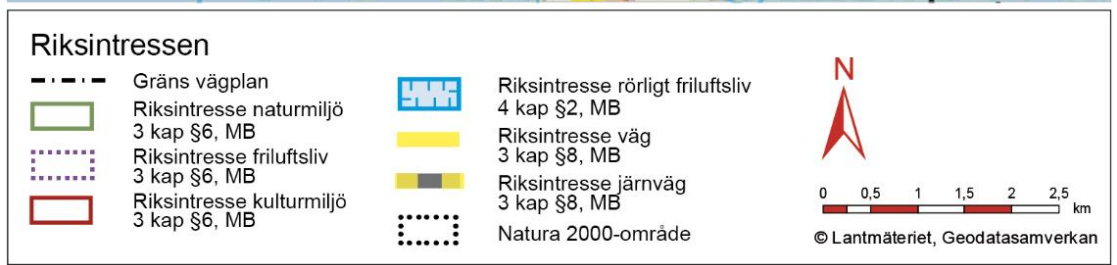 Riksintressen
Gräns vägplan
Riksintresse naturmiljö
3 kap §6, MB
Riksintresse friluftsliv
3 kap §6, MB
Riksintresse kulturmiljö
3 kap §6, MB
Riksintresse rörligt friluftsliv
4 kap §2, MB
Riksintresse väg
3 kap §8, MB
Riksintresse järnväg
3 kap §8, MB
Natura 2000-område
N
0 0,5 1 1,5 2 2,5
km
© Lantmäteriet, Geodatasamverkan